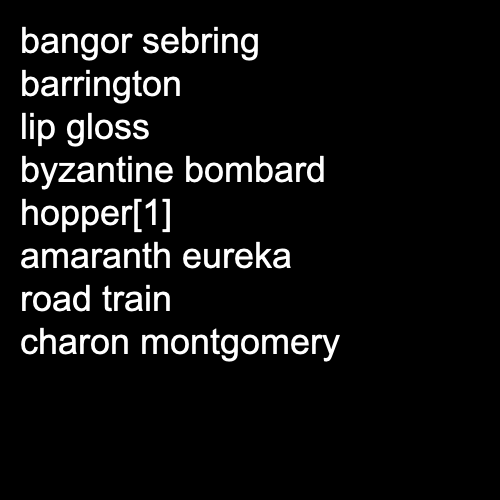 bangor sebring
barrington
lip gloss
byzantine bombard
hopper[1]
amaranth eureka
road train
charon montgomery